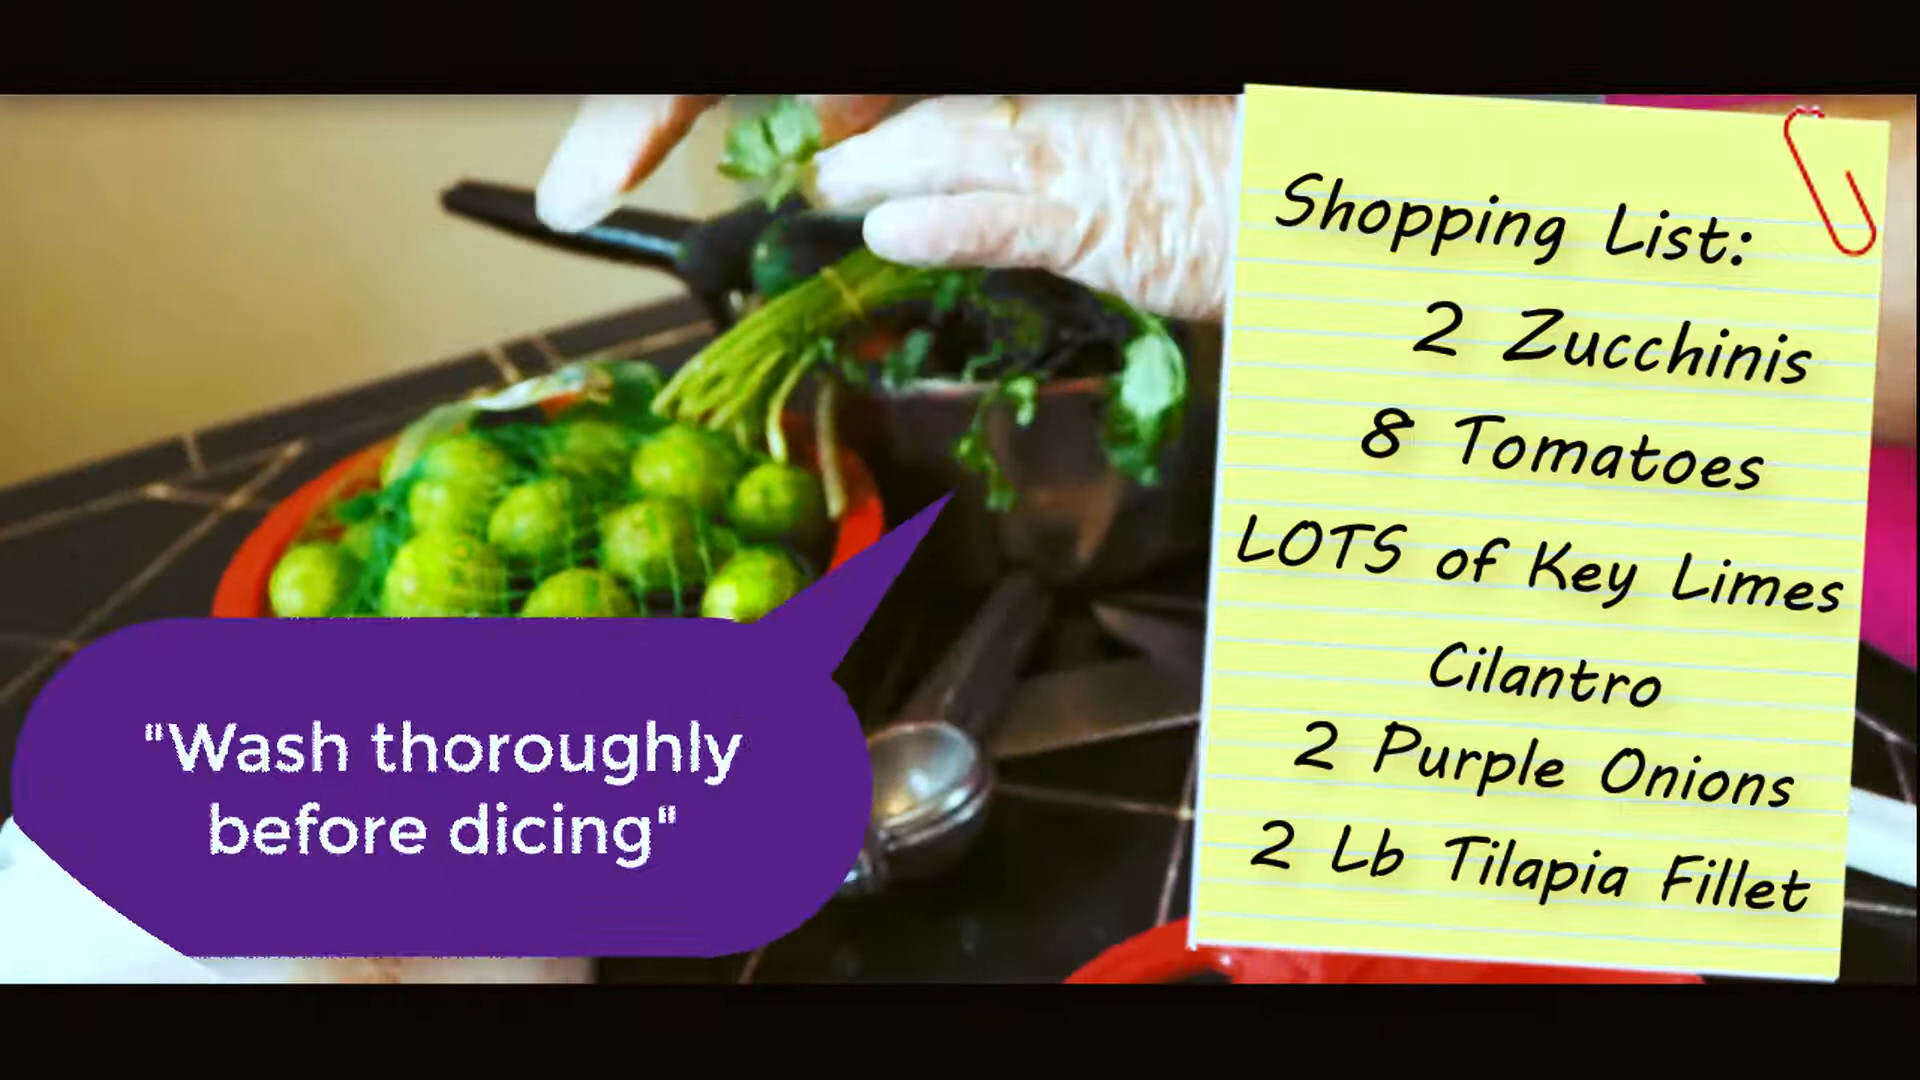 Shopping List:
2 Zucchinis
8 Tomatoes
LOTS of Key Limes
Cilantro
2 Purple Onions
2 Lb Tilapia Fillet
"Wash thoroughly
before dicing"